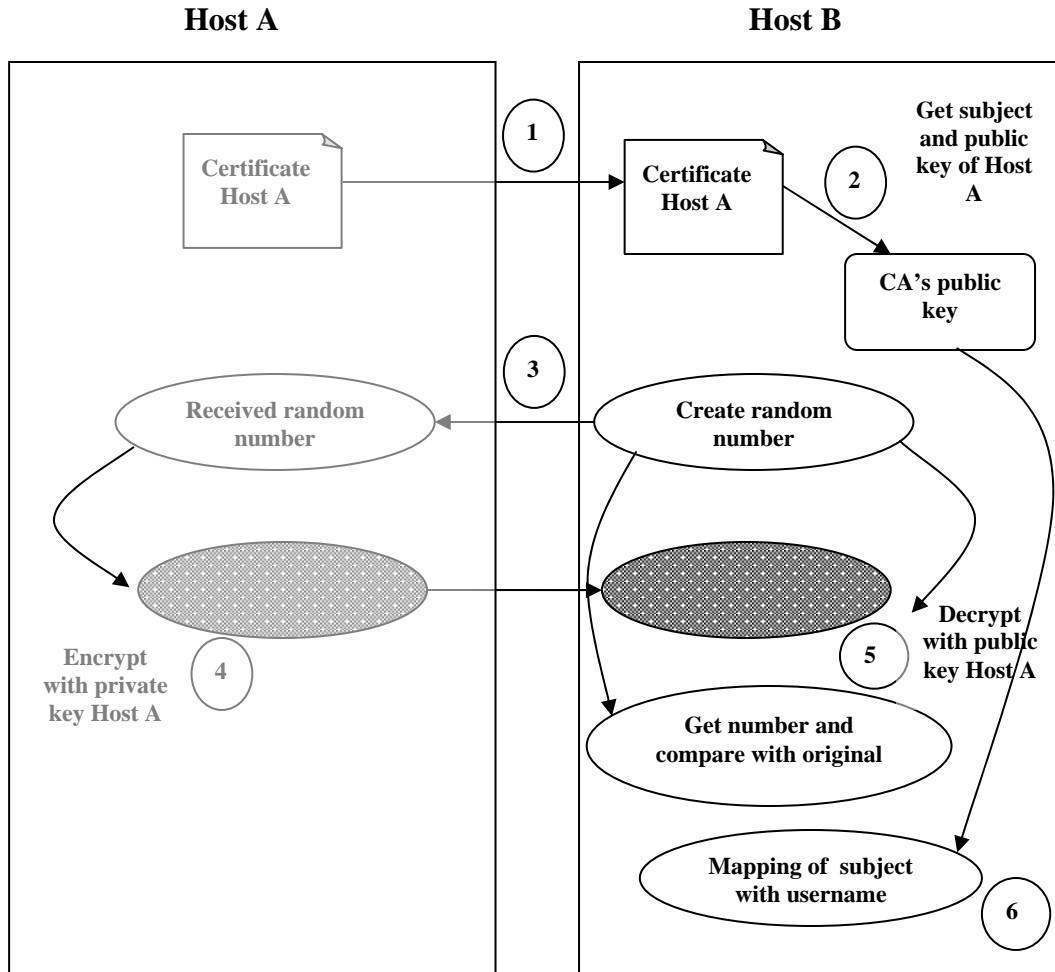 Host A
Host B
1
Get subject
and public
key of Host
A
Certificate
Host A
Certificate
Host A
2
CA's public
key
3
Received random
number
Create random
number
Encrypt
with private
key Host A
4
5
Decrypt
with public
key Host A
Get number and
compare with original
Mapping of subject
with username
6